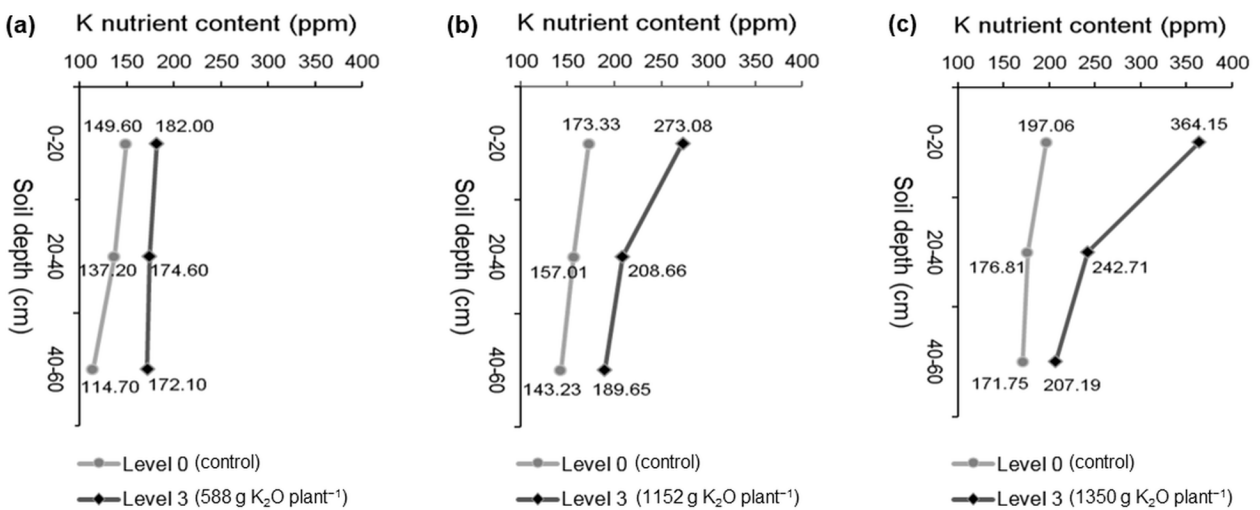 (a) K nutrient content (ppm)
100 150 200 250 300 350 400
Soil depth (cm)
0-20
20-40
40-60
149.60 182.00
137.20 174.60
114.70 172.10
Level 0 (control)
Level 3 (588 g K₂O plant⁻¹)
(b) K nutrient content (ppm)
100 150 200 250 300 350 400
Soil depth (cm)
0-20
20-40
40-60
173.33 273.08
157.01 208.66
143.23 189.65
Level 0 (control)
Level 3 (1152 g K₂O plant⁻¹)
(c) K nutrient content (ppm)
100 150 200 250 300 350 400
Soil depth (cm)
0-20
20-40
40-60
197.06 364.15
176.81 242.71
171.75 207.19
Level 0 (control)
Level 3 (1350 g K₂O plant⁻¹)